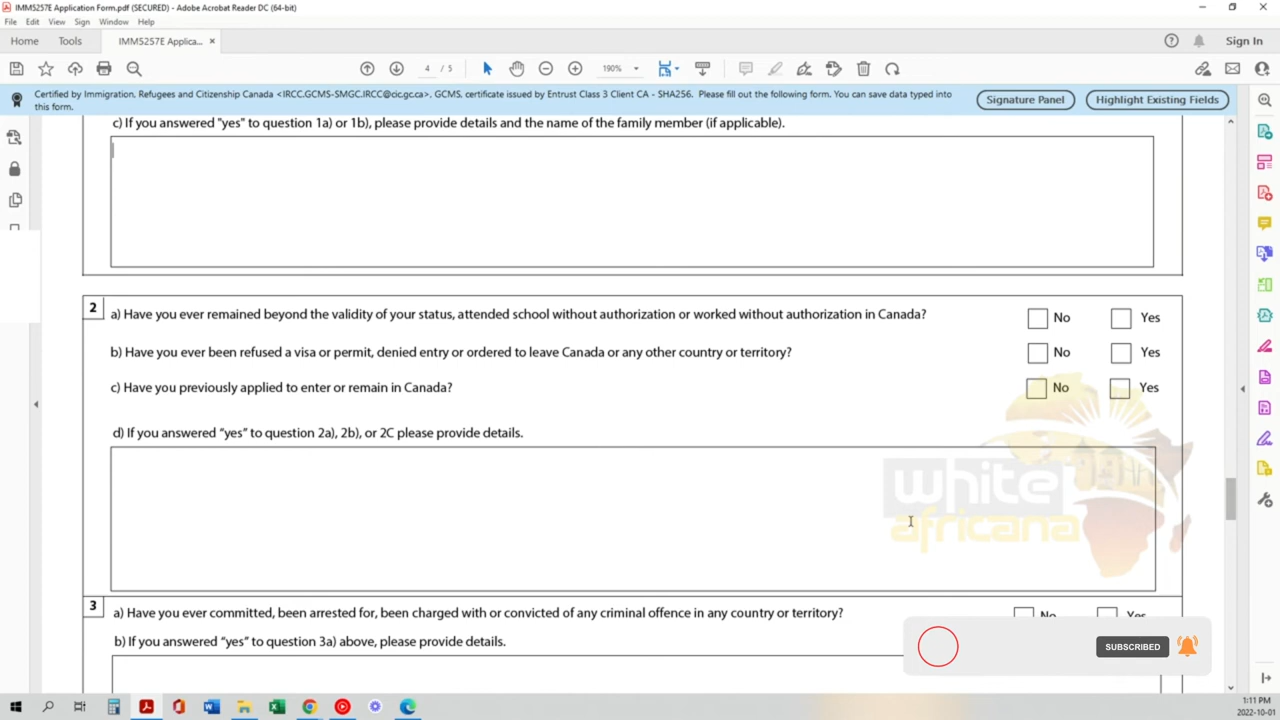 IMM5257E Application Form.pdf (SECURED) - Adobe Acrobat Reader DC (64-bit)
File Edit View Sign Window Help
Home Tools IMM5257E Applica... × Sign In
4 / 5 190%
Certified by Immigration, Refugees and Citizenship Canada <IRCC.GCMS-SMGC.IRCC@cic.gc.ca>, GCMS, certificate issued by Entrust Class 3 Client CA - SHA256. Please fill out the following form. You can save data typed into
this form.
Signature Panel Highlight Existing Fields
c) If you answered "yes" to question 1a) or 1b), please provide details and the name of the family member (if applicable).
2 a) Have you ever remained beyond the validity of your status, attended school without authorization or worked without authorization in Canada? No Yes
b) Have you ever been refused a visa or permit, denied entry or ordered to leave Canada or any other country or territory? No Yes
c) Have you previously applied to enter or remain in Canada? No Yes
d) If you answered “yes” to question 2a), 2b), or 2C please provide details.
white
africana
3 a) Have you ever committed, been arrested for, been charged with or convicted of any criminal offence in any country or territory? No Yes
b) If you answered “yes” to question 3a) above, please provide details.
SUBSCRIBED
1:11 PM
2022-10-01